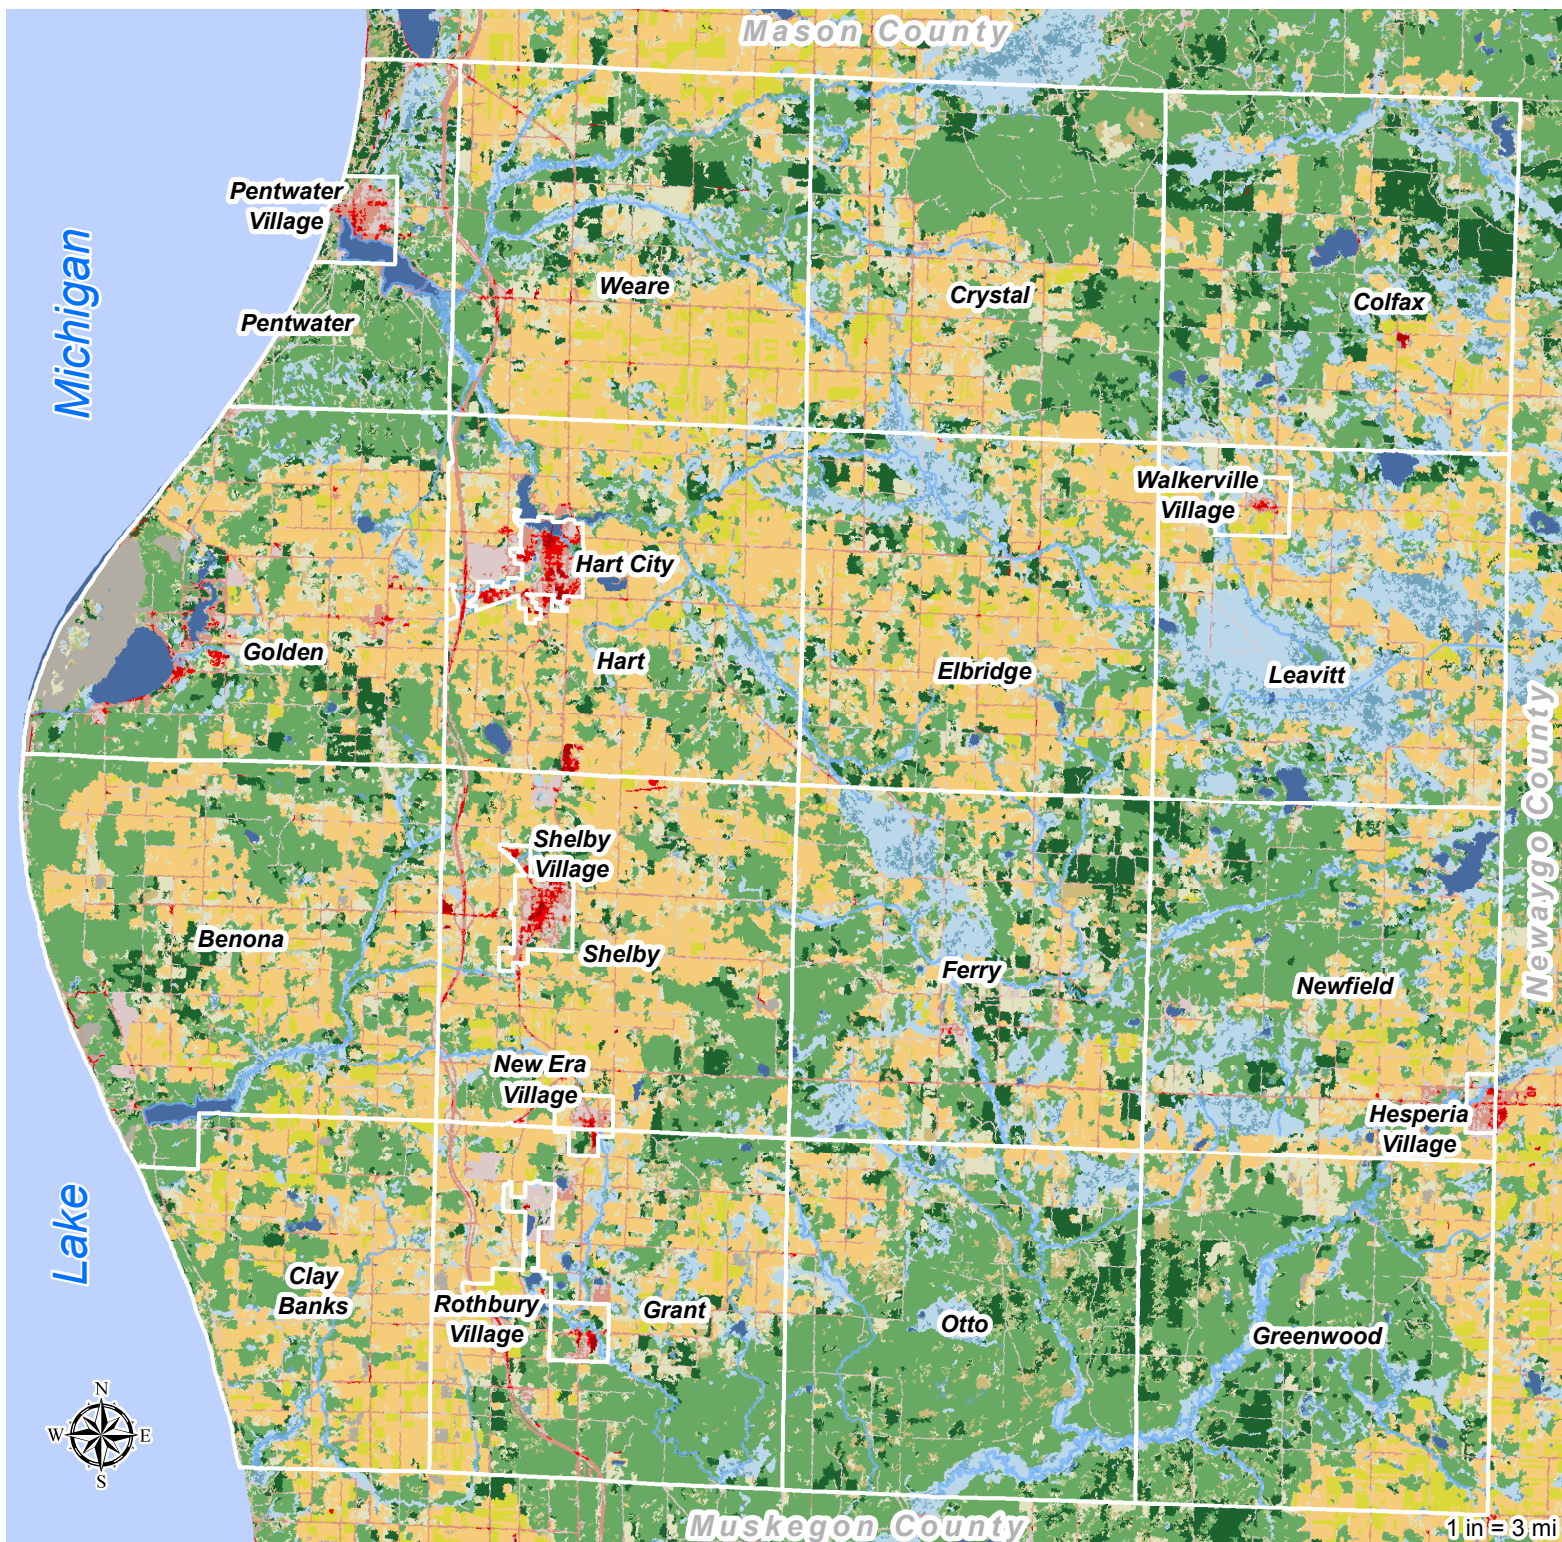 Mason County
Pentwater
Village
Michigan
Weare
Crystal
Colfax
Pentwater
Walkerville
Village
Hart City
Golden
Hart
Elbridge
Leavitt
Newaygo County
Shelby
Village
Benona
Shelby
Ferry
Newfield
New Era
Village
Hesperia
Village
Lake
Clay
Banks
Rothbury
Village
Grant
Otto
Greenwood
N
W E
S
Muskegon County
1 in = 3 mi